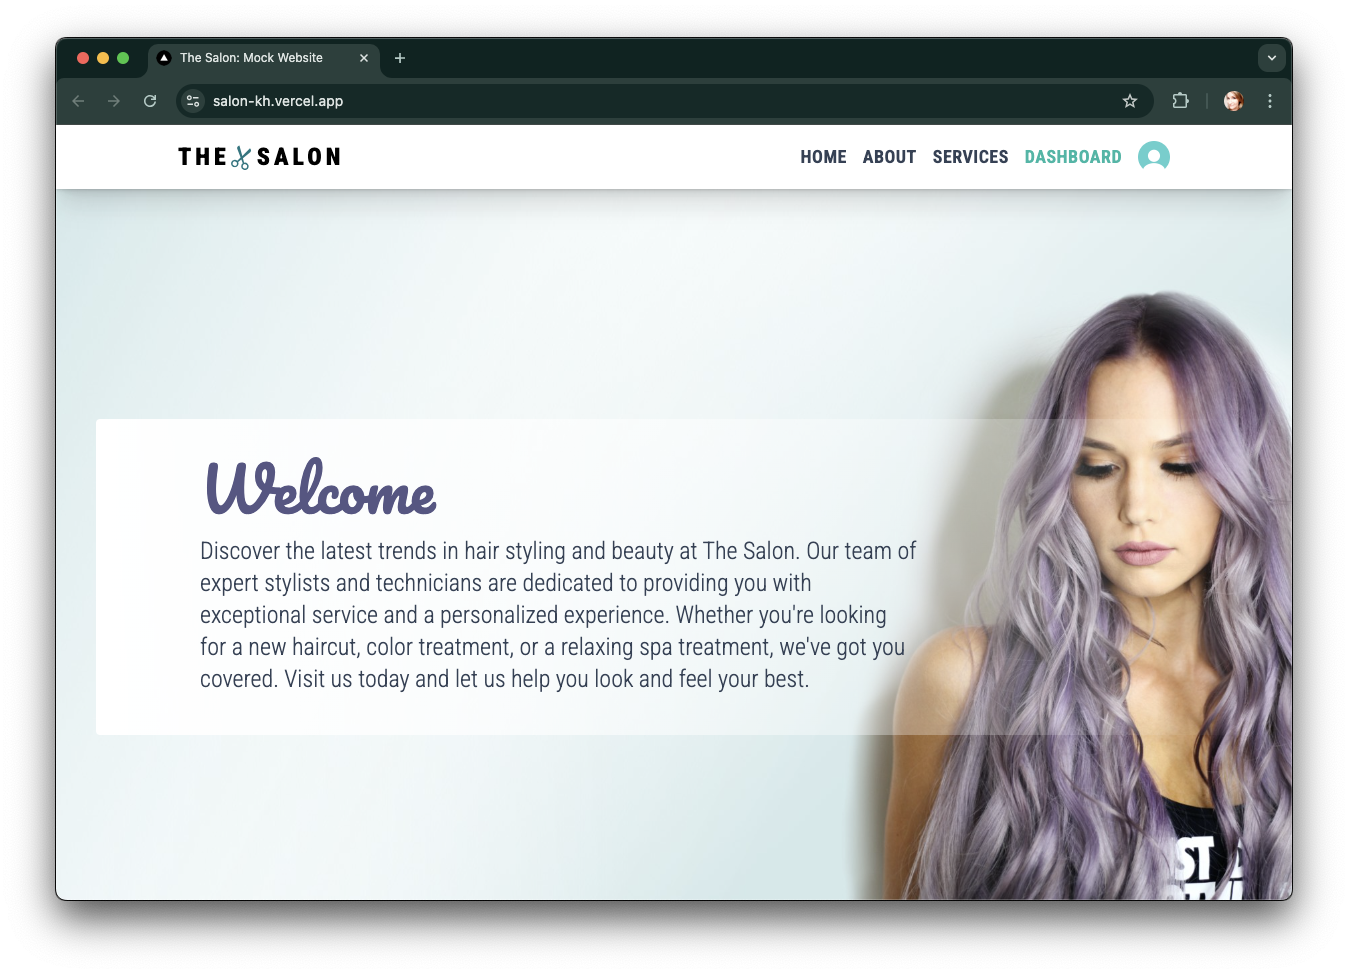 The Salon: Mock Website
salon-kh.vercel.app
THE SALON
HOME ABOUT SERVICES DASHBOARD
Welcome
Discover the latest trends in hair styling and beauty at The Salon. Our team of
expert stylists and technicians are dedicated to providing you with
exceptional service and a personalized experience. Whether you're looking
for a new haircut, color treatment, or a relaxing spa treatment, we've got you
covered. Visit us today and let us help you look and feel your best.